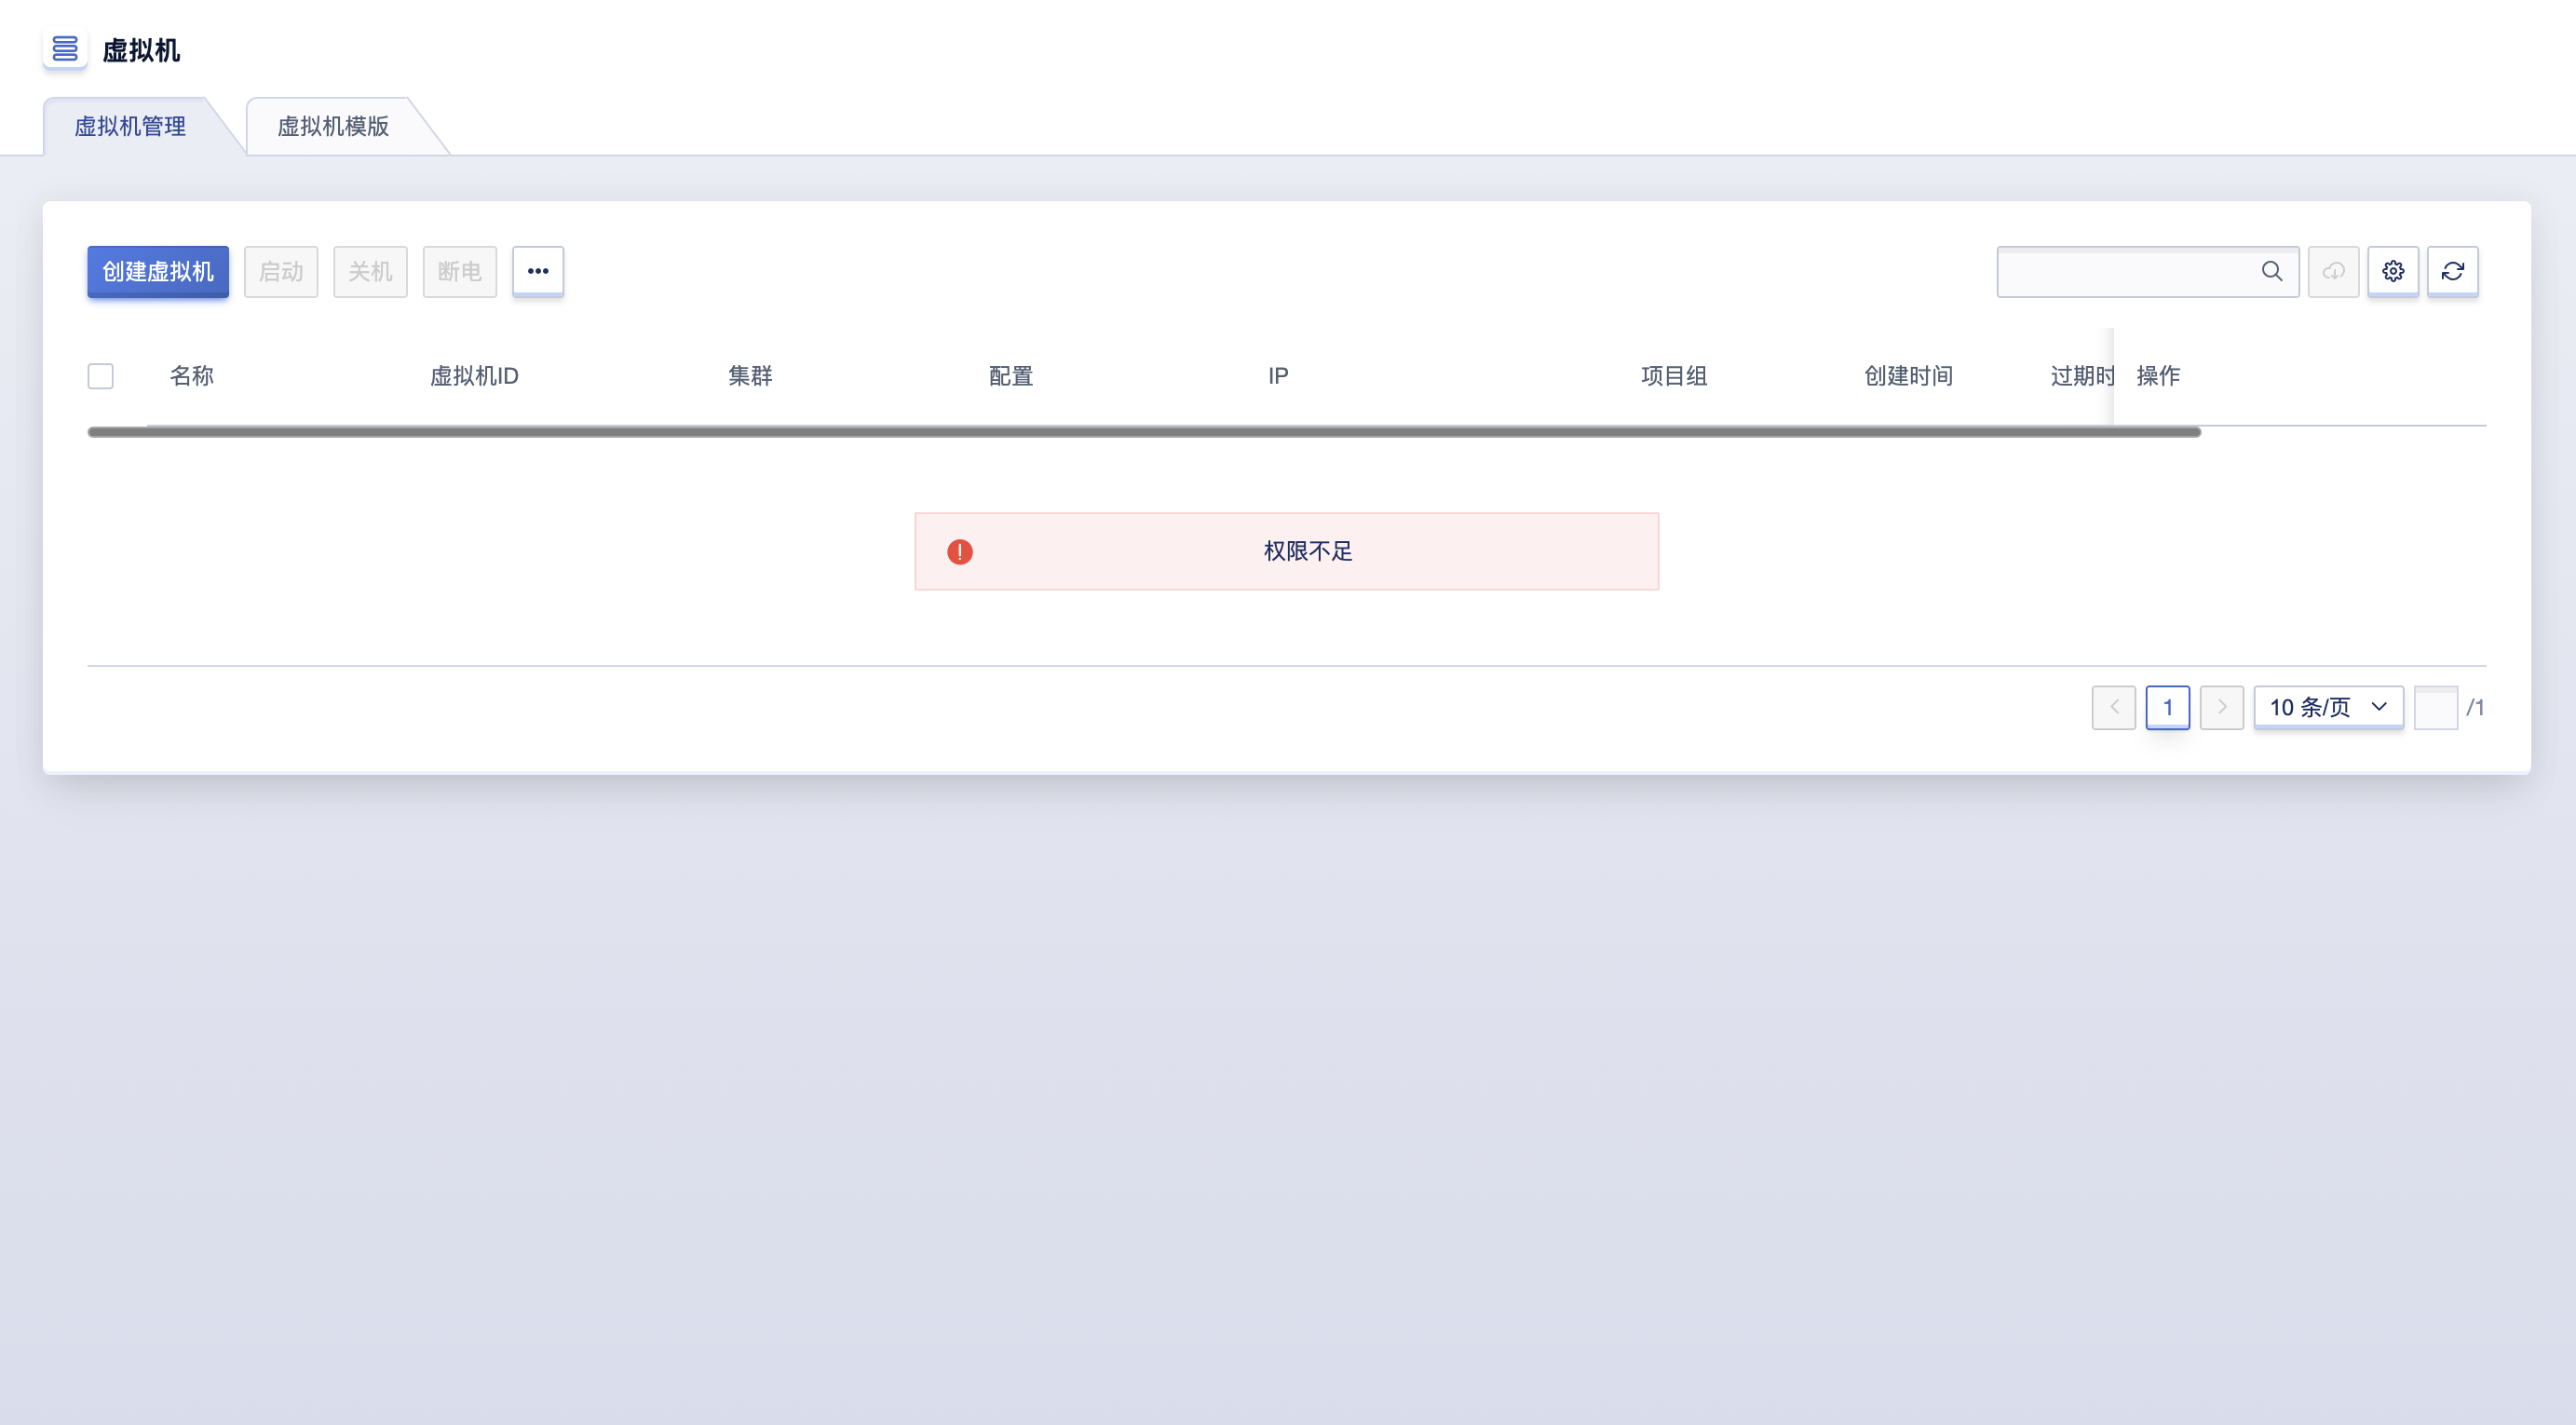 虚拟机
虚拟机管理 虚拟机模版
创建虚拟机 启动 关机 断电
名称 虚拟机ID 集群 配置 IP 项目组 创建时间 过期时 操作
权限不足
1 10 条/页 /1